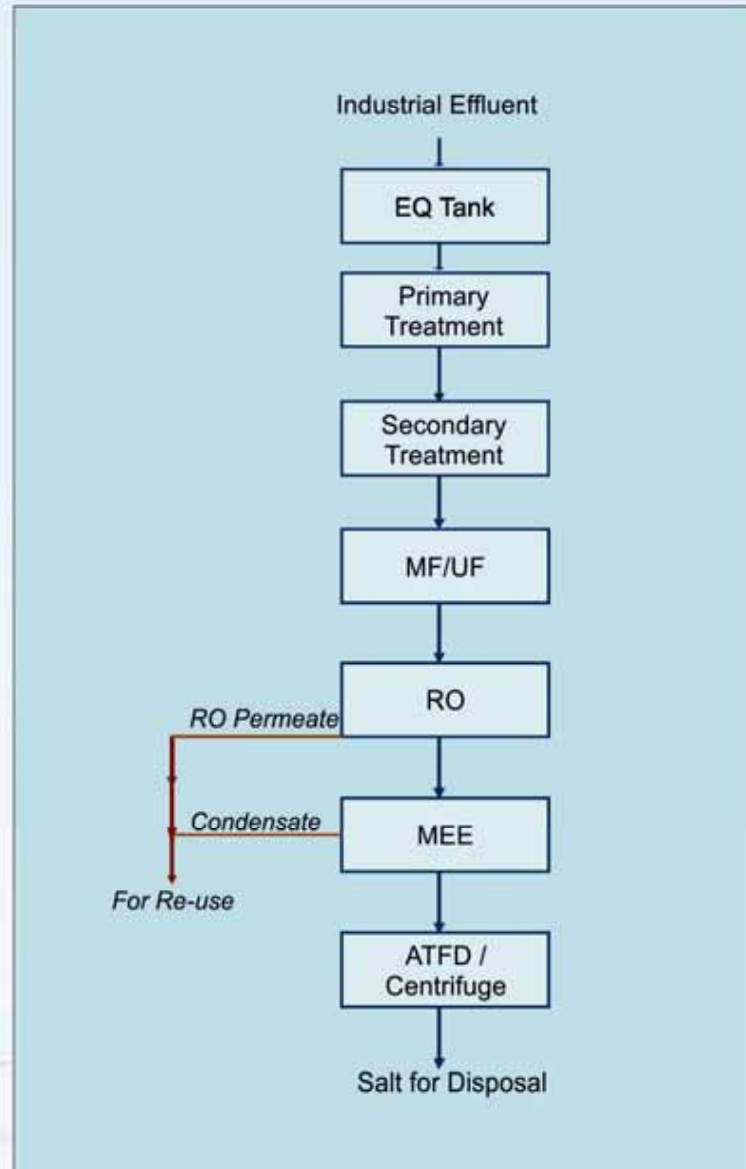 Industrial Effluent
EQ Tank
Primary
Treatment
Secondary
Treatment
MF/UF
RO
RO Permeate
Condensate
MEE
For Re-use
ATFD /
Centrifuge
Salt for Disposal